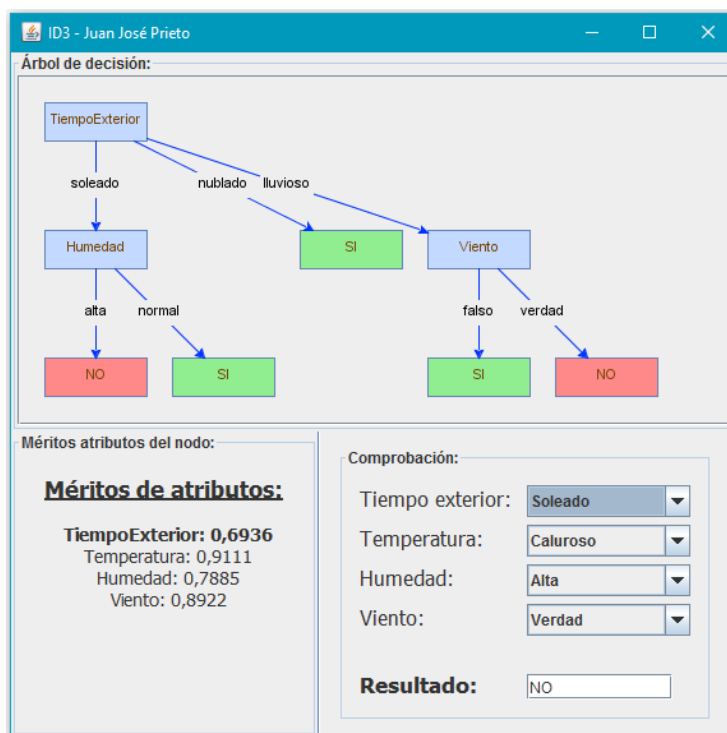 ID3 - Juan José Prieto
Árbol de decisión:
TiempoExterior
soleado nublado lluvioso
Humedad SI Viento
alta normal falso verdad
NO SI SI NO
Méritos atributos del nodo:
Méritos de atributos:
TiempoExterior: 0,6936
Temperatura: 0,9111
Humedad: 0,7885
Viento: 0,8922
Comprobación:
Tiempo exterior: Soleado
Temperatura: Caluroso
Humedad: Alta
Viento: Verdad
Resultado: NO